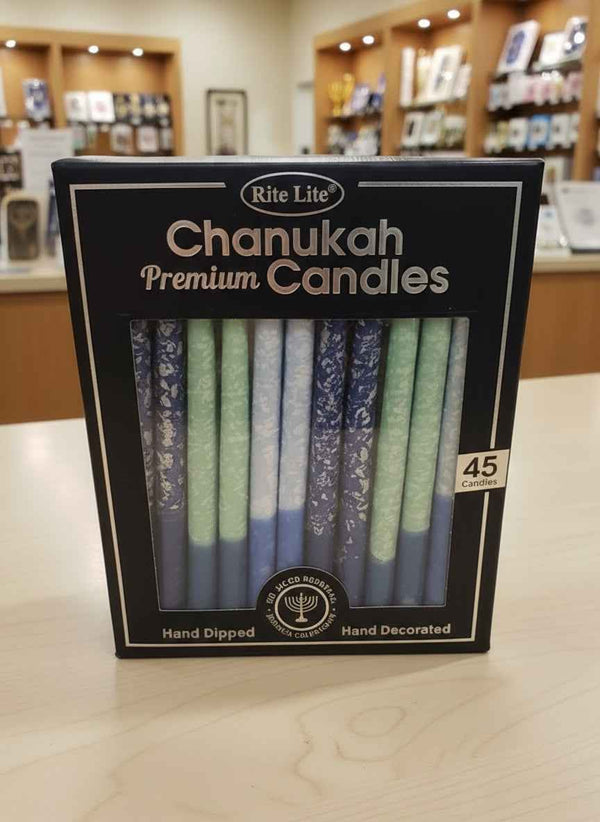 Rite Lite®
Chanukah
Premium Candles
45
Candles
Hand Dipped
Hand Decorated